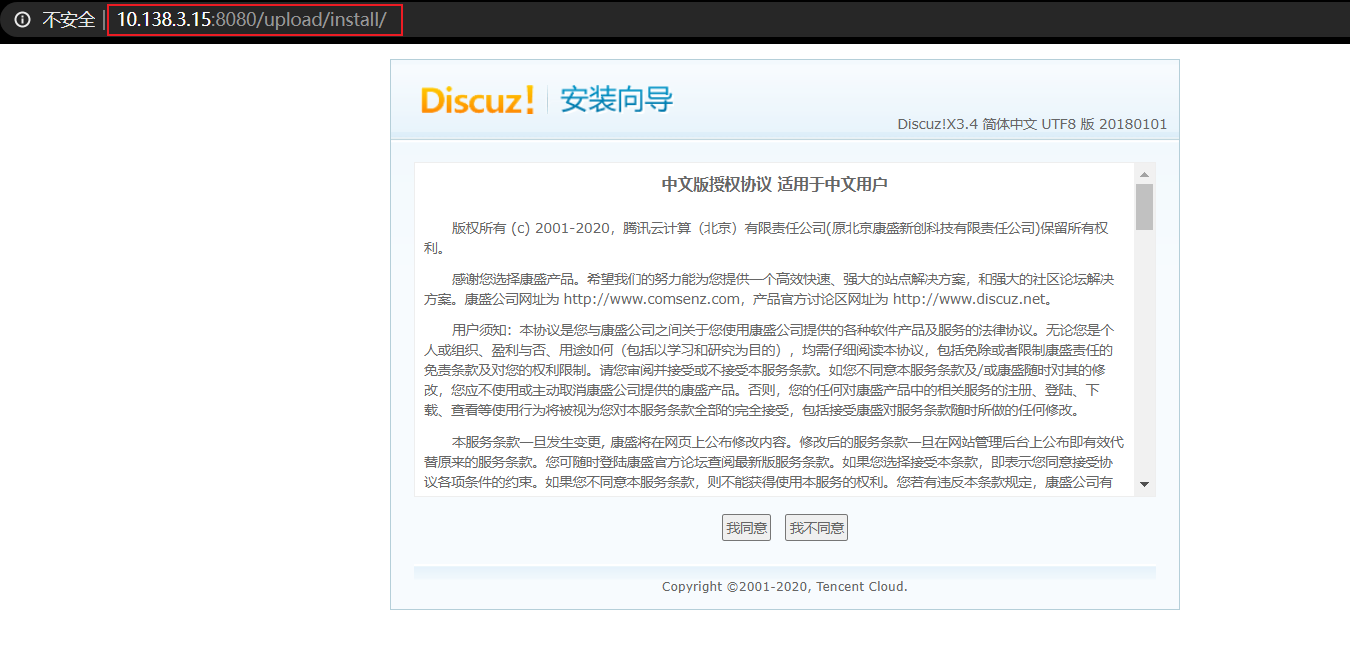 不安全 | 10.138.3.15:8080/upload/install/
Discuz! 安装向导
Discuz!X3.4 简体中文 UTF8 版 20180101
中文版授权协议 适用于中文用户
版权所有 (c) 2001-2020，腾讯云计算（北京）有限责任公司(原北京康盛新创科技有限责任公司)保留所有权
利。
感谢您选择康盛产品。希望我们的努力能为您提供一个高效快速、强大的站点解决方案，和强大的社区论坛解决
方案。康盛公司网址为 http://www.comsenz.com，产品官方讨论区网址为 http://www.discuz.net。
用户须知：本协议是您与康盛公司之间关于您使用康盛公司提供的各种软件产品及服务的法律协议。无论您是个
人或组织、盈利与否、用途如何（包括以学习和研究为目的），均需仔细阅读本协议，包括免除或者限制康盛责任的
免责条款及对您的权利限制。请您审阅并接受或不接受本服务条款。如您不同意本服务条款及/或康盛随时对其的修
改，您应不使用或主动取消康盛公司提供的康盛产品。否则，您的任何对康盛产品中的相关服务的注册、登陆、下
载、查看等使用行为将被视为您对本服务条款全部的完全接受，包括接受康盛对服务条款随时所做的任何修改。
本服务条款一旦发生变更, 康盛将在网页上公布修改内容。修改后的服务条款一旦在网站管理后台上公布即有效代
替原来的服务条款。您可随时登陆康盛官方论坛查阅最新版服务条款。如果您选择接受本条款，即表示您同意接受协
议各项条件的约束。如果您不同意本服务条款，则不能获得使用本服务的权利。您若有违反本条款规定，康盛公司有
我同意 我不同意
Copyright ©2001-2020, Tencent Cloud.